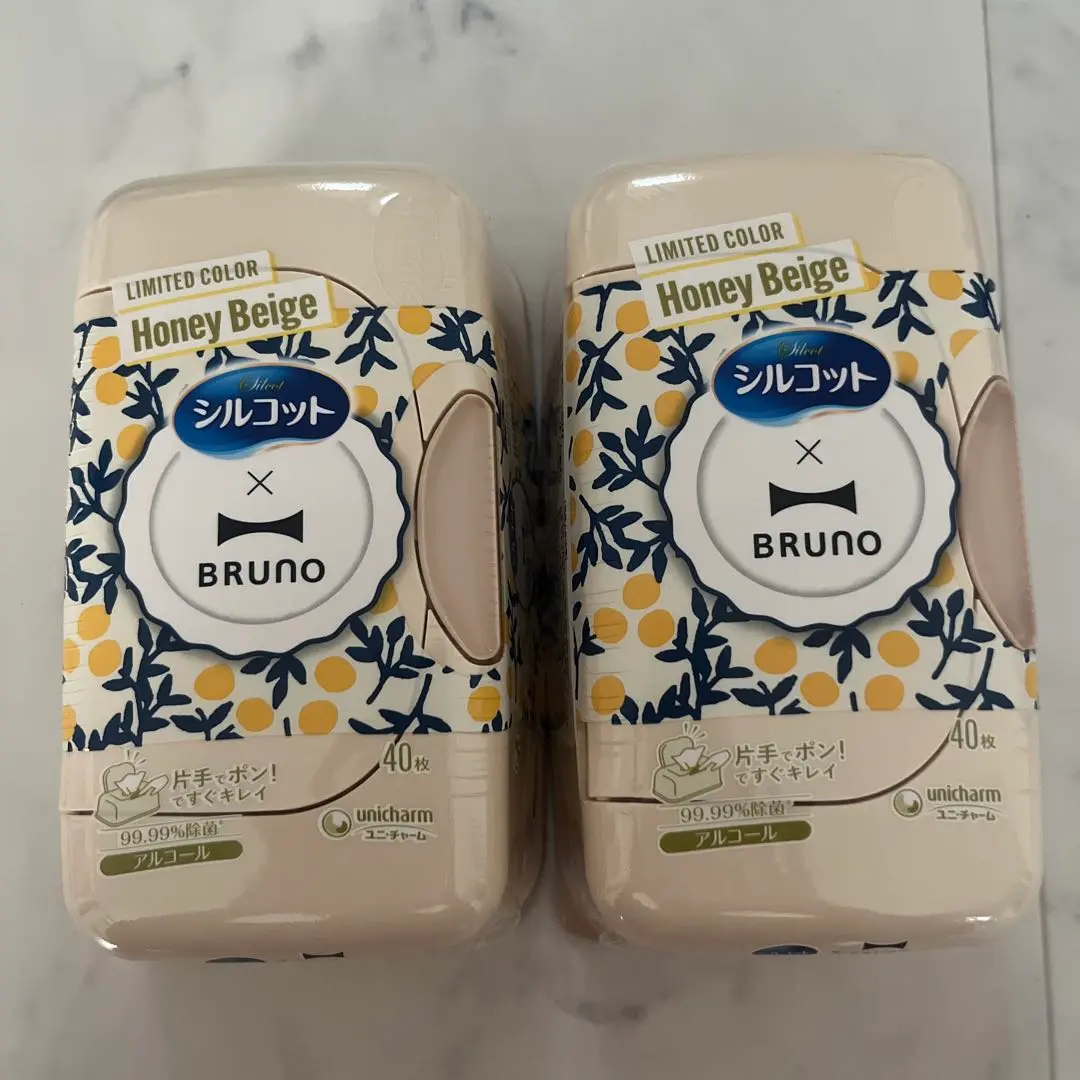 LIMITED COLOR
Honey Beige
Silcot
シルコット
×
BRUNO
40枚
片手でポン!
ですぐキレイ
99.99%除菌*
アルコール
unicharm
ユニ・チャーム
LIMITED COLOR
Honey Beige
Silcot
シルコット
×
BRUNO
40枚
片手でポン!
ですぐキレイ
99.99%除菌*
アルコール
unicharm
ユニ・チャーム